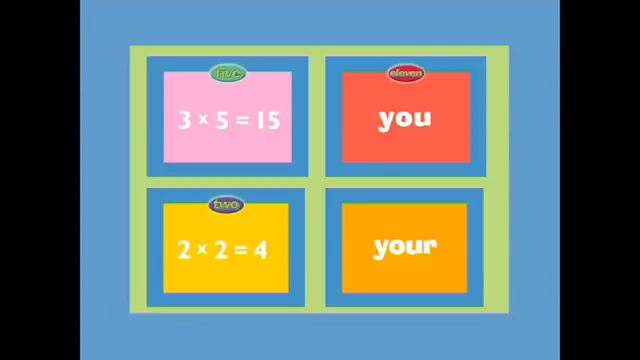 five
3 × 5 = 15
eleven
you
two
2 × 2 = 4
your